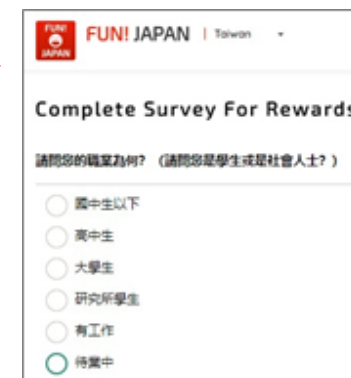 FUN! JAPAN
FUN! JAPAN | Taiwan
Complete Survey For Rewards
請問您的職業為何? (請問您是學生或是社會人士? )
國中生以下
高中生
大學生
研究所學生
有工作
待業中